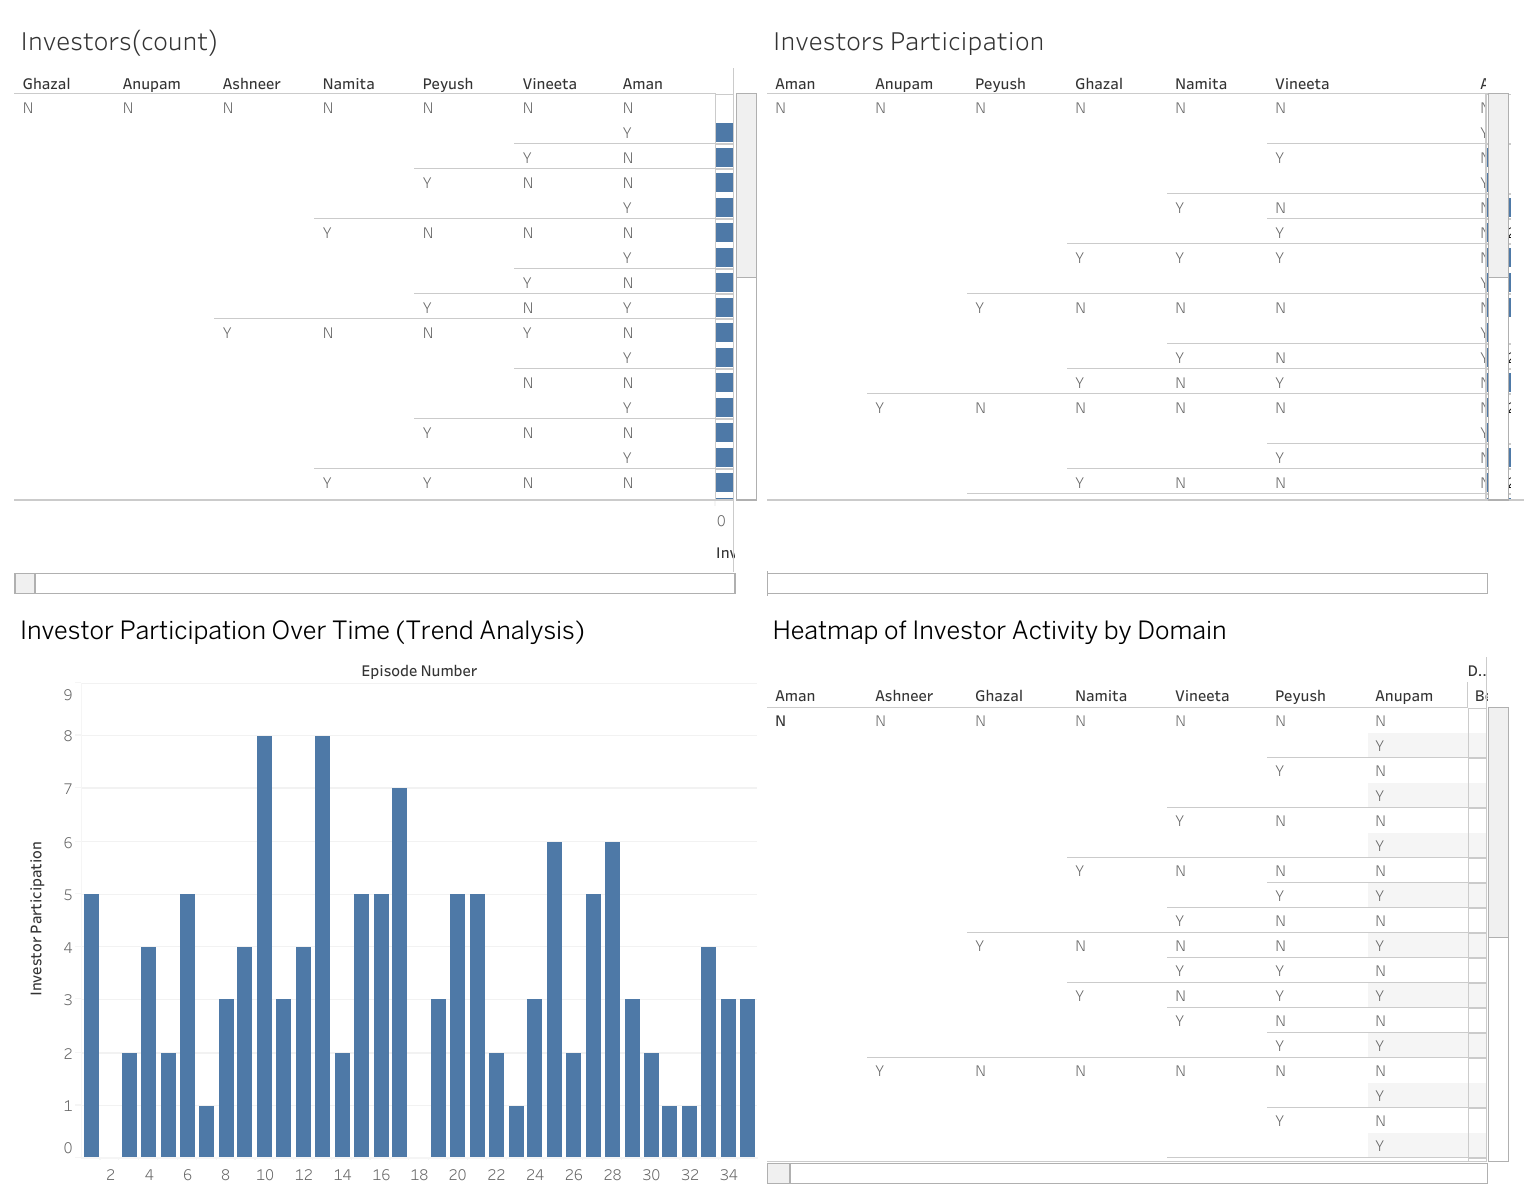 Investors(count)
Ghazal Anupam Ashneer Namita Peyush Vineeta Aman
N N N N N N N
Y
Y N
Y N N
Y
Y N N N
Y
Y N
Y N Y
Y N N Y N
Y
N N
Y
Y N N
Y
Y Y N N
0
Investors Participation
Aman Anupam Peyush Ghazal Namita Vineeta
N N N N N N N
Y
Y N
Y
Y N N
Y N
Y Y Y N
Y
Y N N N N
Y
Y N Y
Y N Y N
Y N N N N N
Y
Y N
Y N N N
Investor Participation Over Time (Trend Analysis)
Episode Number
Investor Participation
9
8
7
6
5
4
3
2
1
0
2 4 6 8 10 12 14 16 18 20 22 24 26 28 30 32 34
Heatmap of Investor Activity by Domain
D..
Aman Ashneer Ghazal Namita Vineeta Peyush Anupam
N N N N N N N
Y
Y N
Y
Y N N
Y
Y N N N
Y Y
Y N N
Y N N N Y
Y Y N
Y N Y Y
Y N N
Y Y
Y N N N N N
Y
Y N
Y